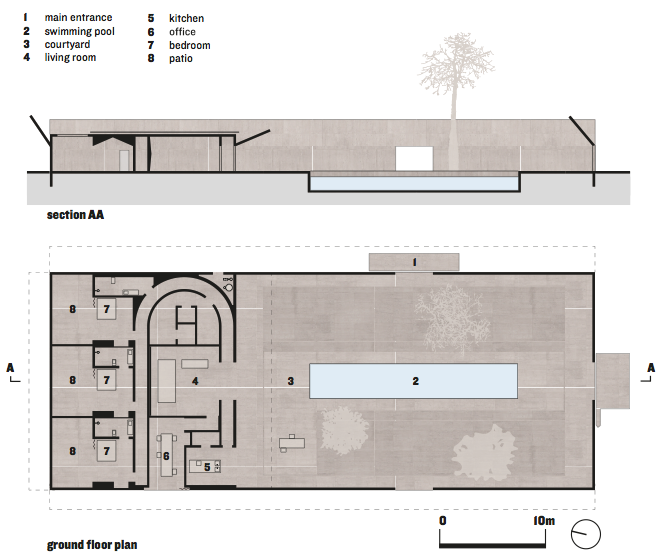 1 main entrance
2 swimming pool
3 courtyard
4 living room
5 kitchen
6 office
7 bedroom
8 patio
section AA
1
8 7
A A
8 7 4 3 2
8 7 6 5
0 10m
ground floor plan